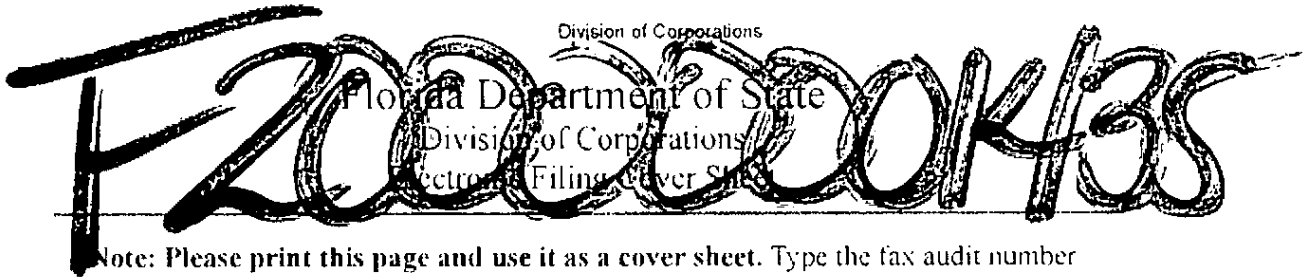 Division of Corporations
F20000001435
Florida Department of State
Division of Corporations
Electronic Filing Cover Sheet
Note: Please print this page and use it as a cover sheet. Type the fax audit number